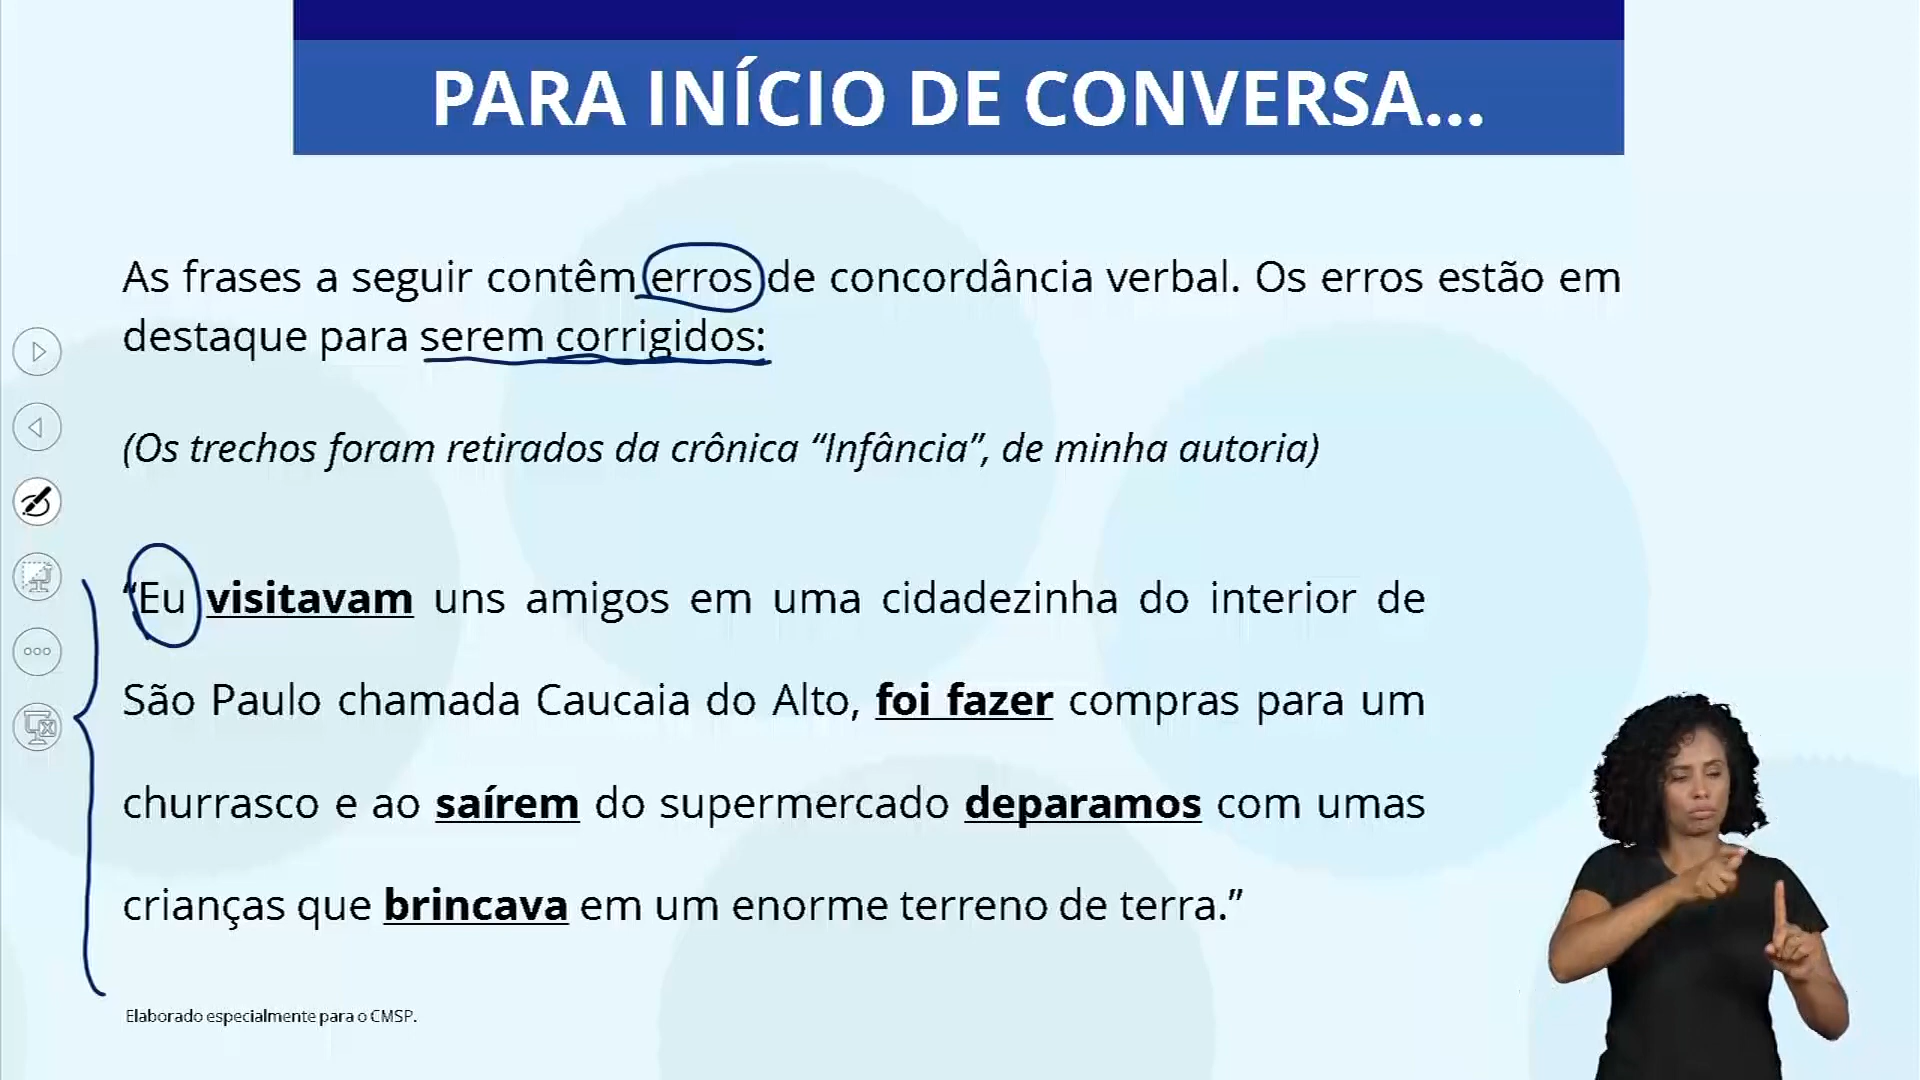 PARA INÍCIO DE CONVERSA...
As frases a seguir contêm erros de concordância verbal. Os erros estão em
destaque para serem corrigidos:
(Os trechos foram retirados da crônica “Infância”, de minha autoria)
“Eu visitavam uns amigos em uma cidadezinha do interior de
São Paulo chamada Caucaia do Alto, foi fazer compras para um
churrasco e ao saírem do supermercado deparamos com umas
crianças que brincava em um enorme terreno de terra.”
Elaborado especialmente para o CMSP.